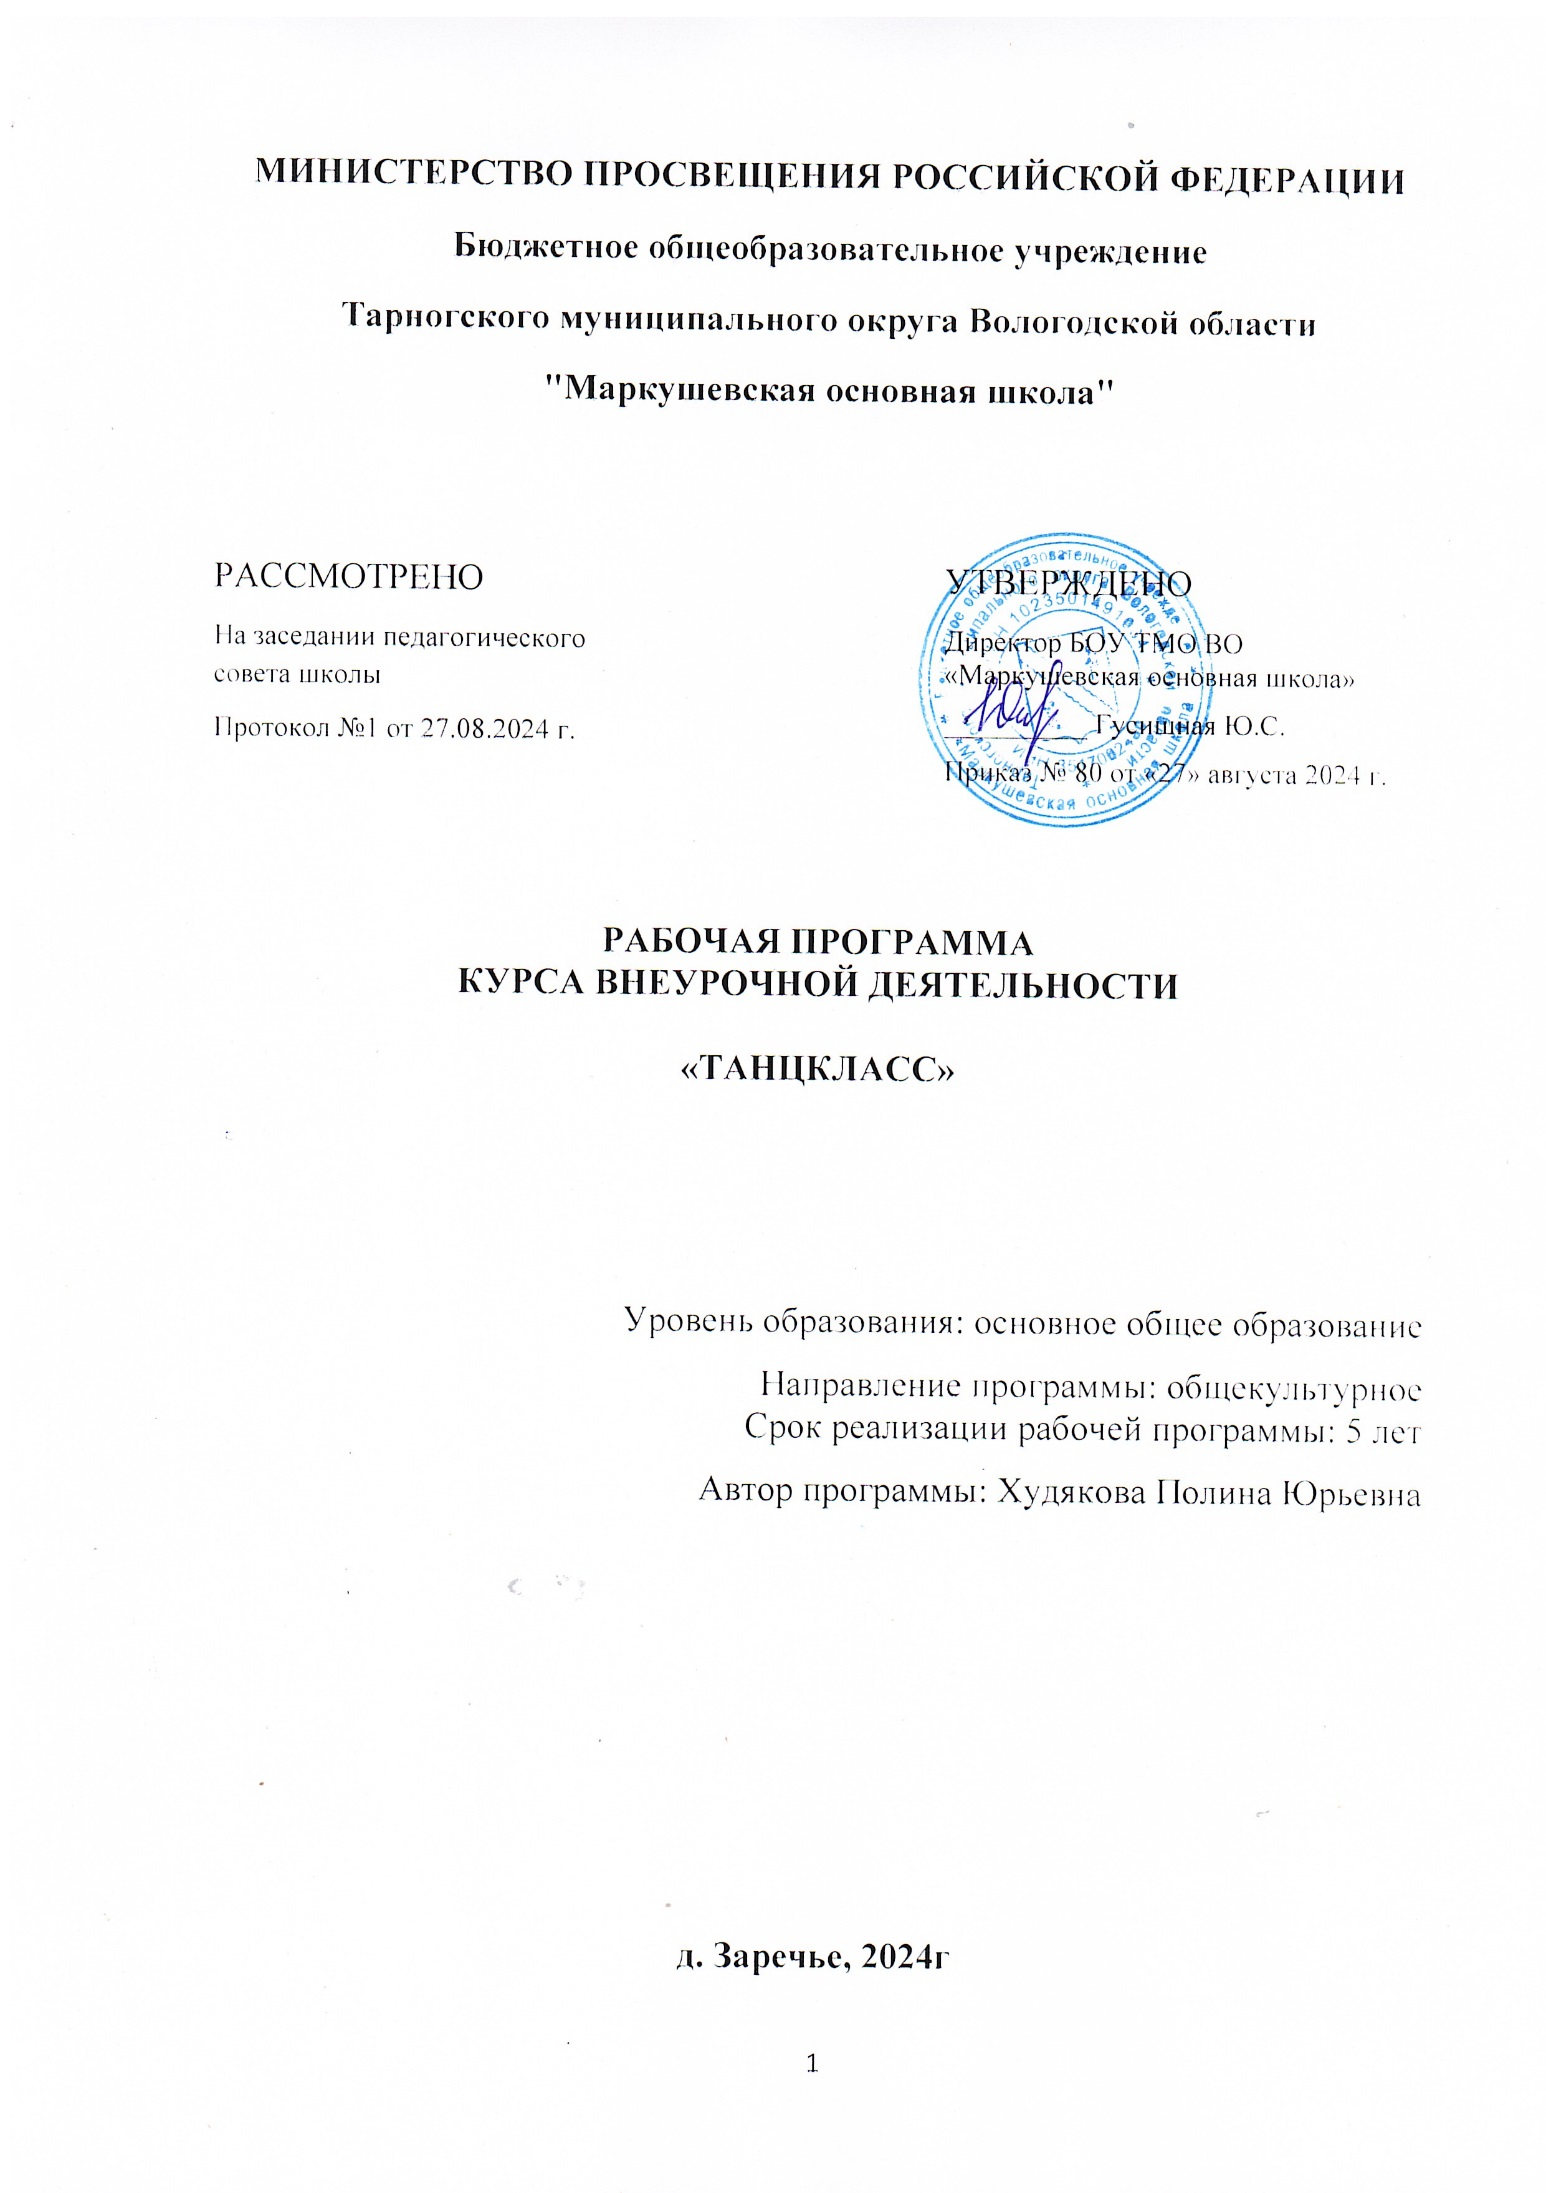 МИНИСТЕРСТВО ПРОСВЕЩЕНИЯ РОССИЙСКОЙ ФЕДЕРАЦИИ
Бюджетное общеобразовательное учреждение
Тарногского муниципального округа Вологодской области
"Маркушевская основная школа"
РАССМОТРЕНО
На заседании педагогического
совета школы
Протокол №1 от 27.08.2024 г.
УТВЕРЖДЕНО
Директор БОУ ТМО ВО
«Маркушевская основная школа»
Гусишная Ю.С.
Приказ № 80 от «27» августа 2024 г.
РАБОЧАЯ ПРОГРАММА
КУРСА ВНЕУРОЧНОЙ ДЕЯТЕЛЬНОСТИ
«ТАНЦКЛАСС»
Уровень образования: основное общее образование
Направление программы: общекультурное
Срок реализации рабочей программы: 5 лет
Автор программы: Худякова Полина Юрьевна
д. Заречье, 2024г
1